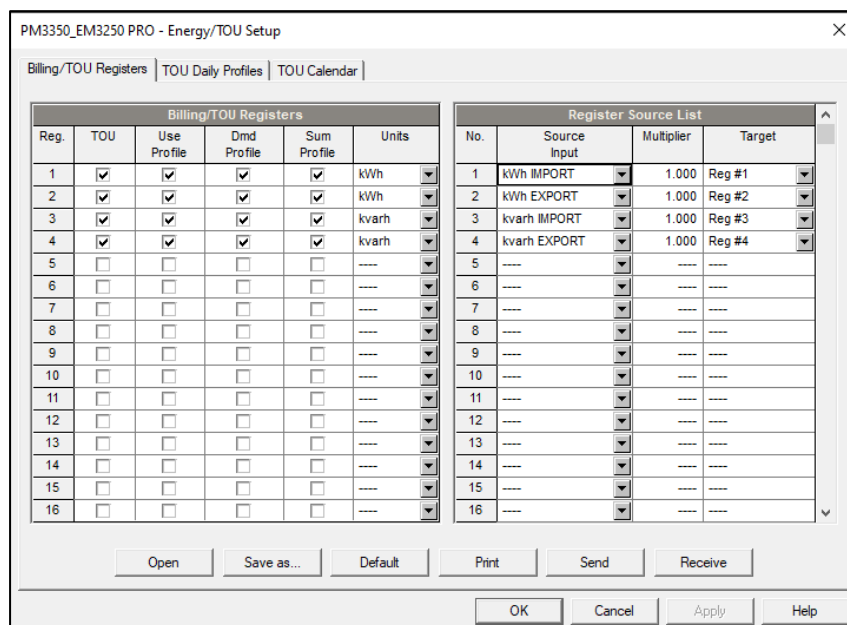 PM3350_EM3250 PRO - Energy/TOU Setup
Billing/TOU Registers TOU Daily Profiles TOU Calendar
Billing/TOU Registers Register Source List
Reg. TOU Use Profile Dmd Profile Sum Profile Units No. Source Input Multiplier Target
1 kWh 1 kWh IMPORT 1.000 Reg #1
2 kWh 2 kWh EXPORT 1.000 Reg #2
3 kvarh 3 kvarh IMPORT 1.000 Reg #3
4 kvarh 4 kvarh EXPORT 1.000 Reg #4
5 ---- 5 ---- ---- ----
6 ---- 6 ---- ---- ----
7 ---- 7 ---- ---- ----
8 ---- 8 ---- ---- ----
9 ---- 9 ---- ---- ----
10 ---- 10 ---- ---- ----
11 ---- 11 ---- ---- ----
12 ---- 12 ---- ---- ----
13 ---- 13 ---- ---- ----
14 ---- 14 ---- ---- ----
15 ---- 15 ---- ---- ----
16 ---- 16 ---- ---- ----
Open Save as... Default Print Send Receive
OK Cancel Apply Help